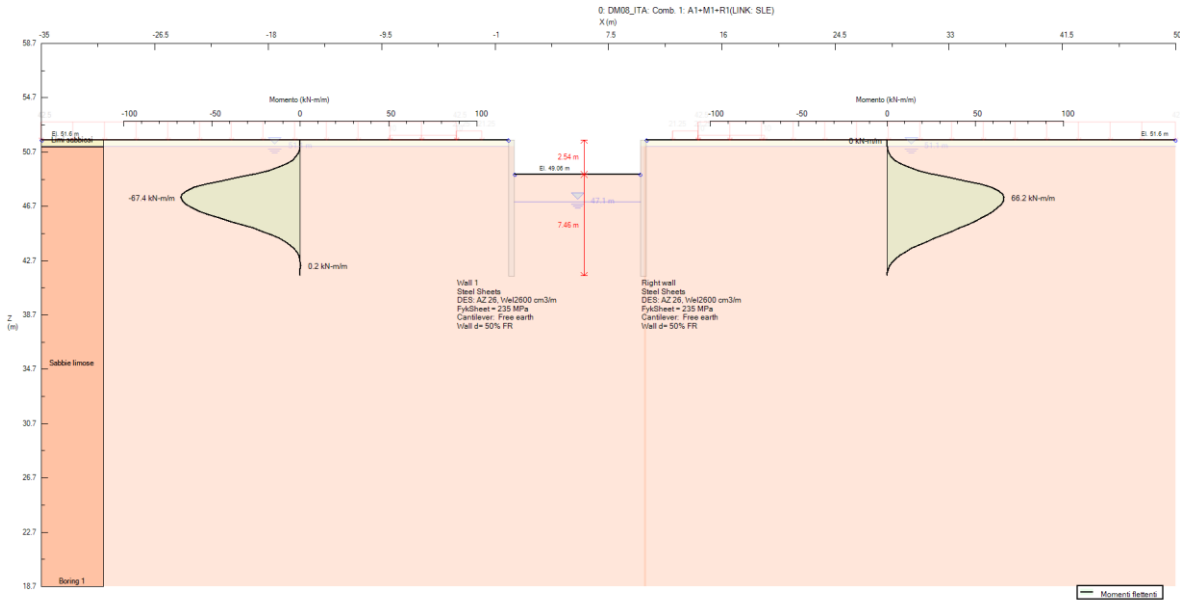 0: DM08_ITA: Comb. 1: A1+M1+R1(LINK: SLE)
X (m)
-35 -26.5 -18 -9.5 -1 7.5 16 24.5 33 41.5 50
58.7
54.7
50.7
46.7
42.7
38.7
34.7
30.7
26.7
22.7
18.7
Z
(m)
Momento (kN-m/m)
-100 -50 0 50 100
Momento (kN-m/m)
-100 -50 0 50 100
El. 51.6 m
Limi sabbiosi
0 kN-m/m
51.1 m
El. 51.6 m
2.54 m
El. 49.06 m
-67.4 kN-m/m
47.1 m
66.2 kN-m/m
7.46 m
0.2 kN-m/m
Wall 1
Steel Sheets
DES: AZ 26, Wel2600 cm3/m
FykSheet = 235 MPa
Cantilever: Free earth
Wall d= 50% FR
Right wall
Steel Sheets
DES: AZ 26, Wel2600 cm3/m
FykSheet = 235 MPa
Cantilever: Free earth
Wall d= 50% FR
Sabbie limose
Boring 1
Momenti flettenti